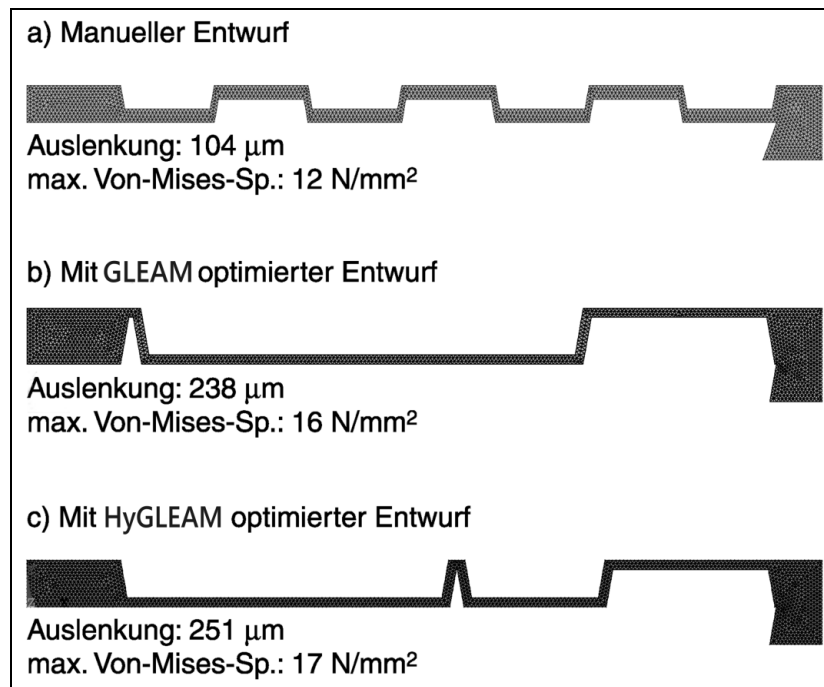 a) Manueller Entwurf
Auslenkung: 104 μm
max. Von-Mises-Sp.: 12 N/mm²
b) Mit GLEAM optimierter Entwurf
Auslenkung: 238 μm
max. Von-Mises-Sp.: 16 N/mm²
c) Mit HyGLEAM optimierter Entwurf
Auslenkung: 251 μm
max. Von-Mises-Sp.: 17 N/mm²